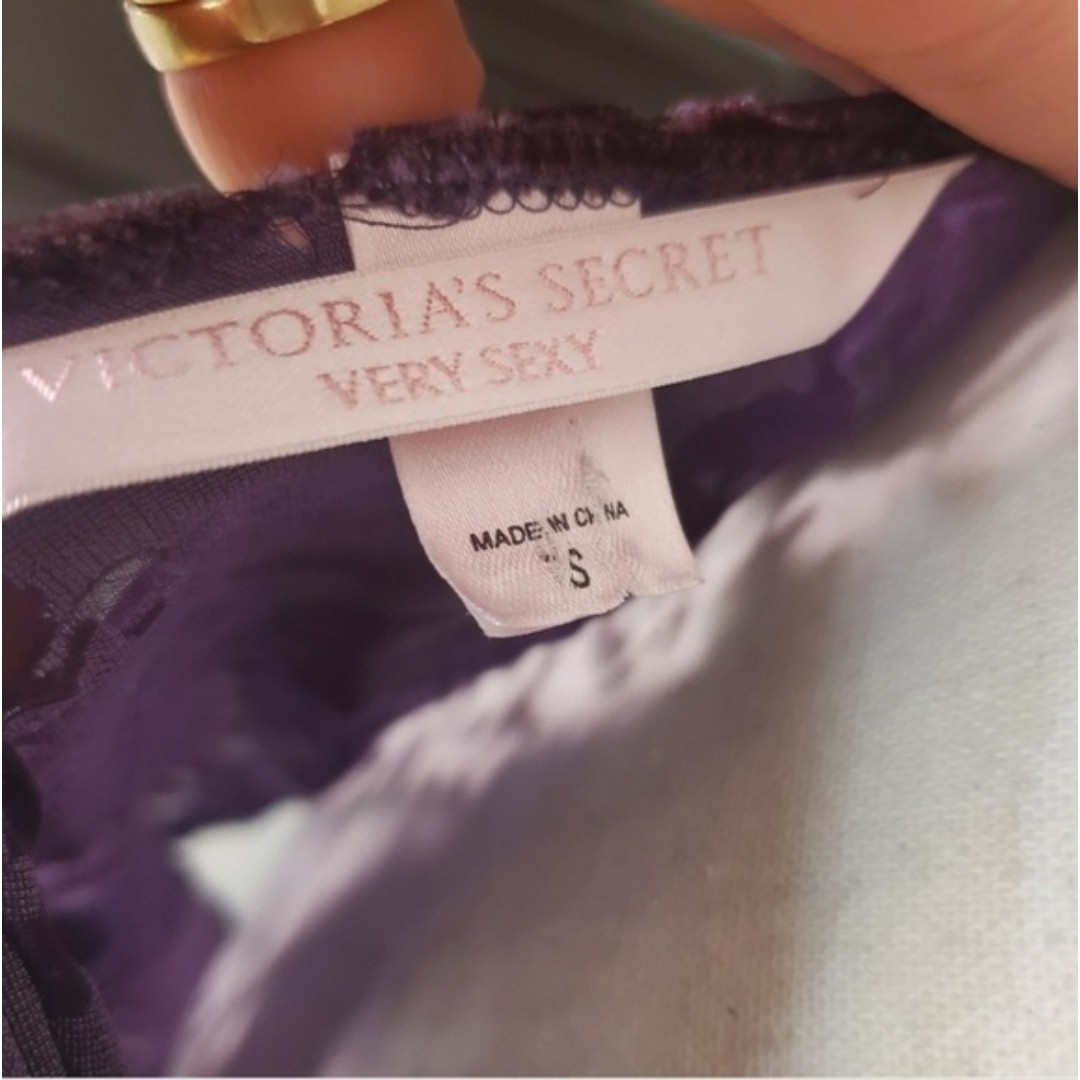 VICTORIA'S SECRET
VERY SEXY
MADE IN CHINA
S